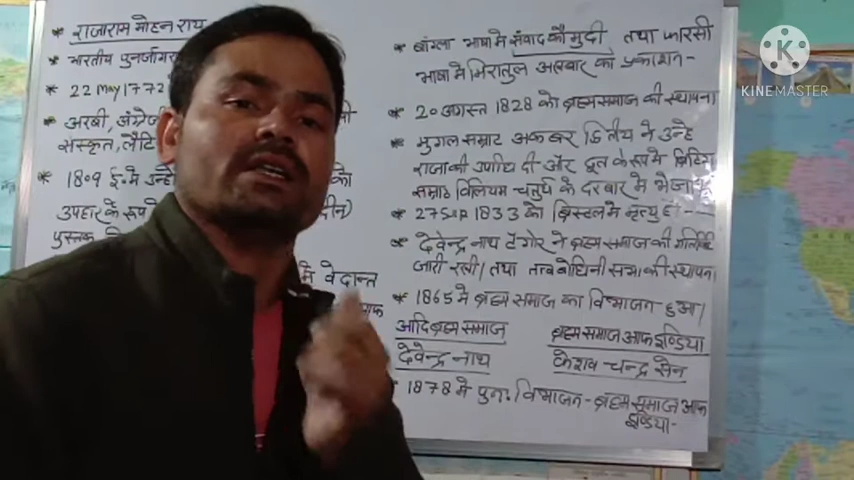 * राजाराम मोहन राय
* भारतीय पुनर्जागर
* 22 May 1772
* अरबी, अंग्रेजी
संस्कृत, लैटि
* 1809 ई. मे उन्हे को
उपहार के रूप दीन)
पुस्तक
मे वेदान्त
* बांग्ला भाषा मे संवाद कौमुदी तथा फारसी
भाषा मे मिरातुल अखबार का प्रकाशन-
* 20 अगस्त 1828 को ब्रह्म समाज की स्थापना
* मुगल सम्राट अकबर द्वितीय ने उन्हे
राजा की उपाधि दी और दूत के रूप मे ब्रिटिश
सम्राट विलियम चतुर्थ के दरबार मे भेजा
* 27 Sep 1833 को ब्रिस्टल मे मृत्यु
* देवेन्द्र नाथ टैगोर ने ब्रह्म समाज की गतिविधि
जारी रखी। तथा तत्वबोधिनी सभा की स्थापना
* 1865 मे ब्रह्म समाज का विभाजन हुआ।
आदि ब्रह्म समाज ब्रह्म समाज आफ इण्डिया
देवेन्द्र नाथ केशव चन्द्र सेन
1878 मे पुनः विभाजन - ब्रह्म समाज आफ
इण्डिया-
K
KINEMASTER